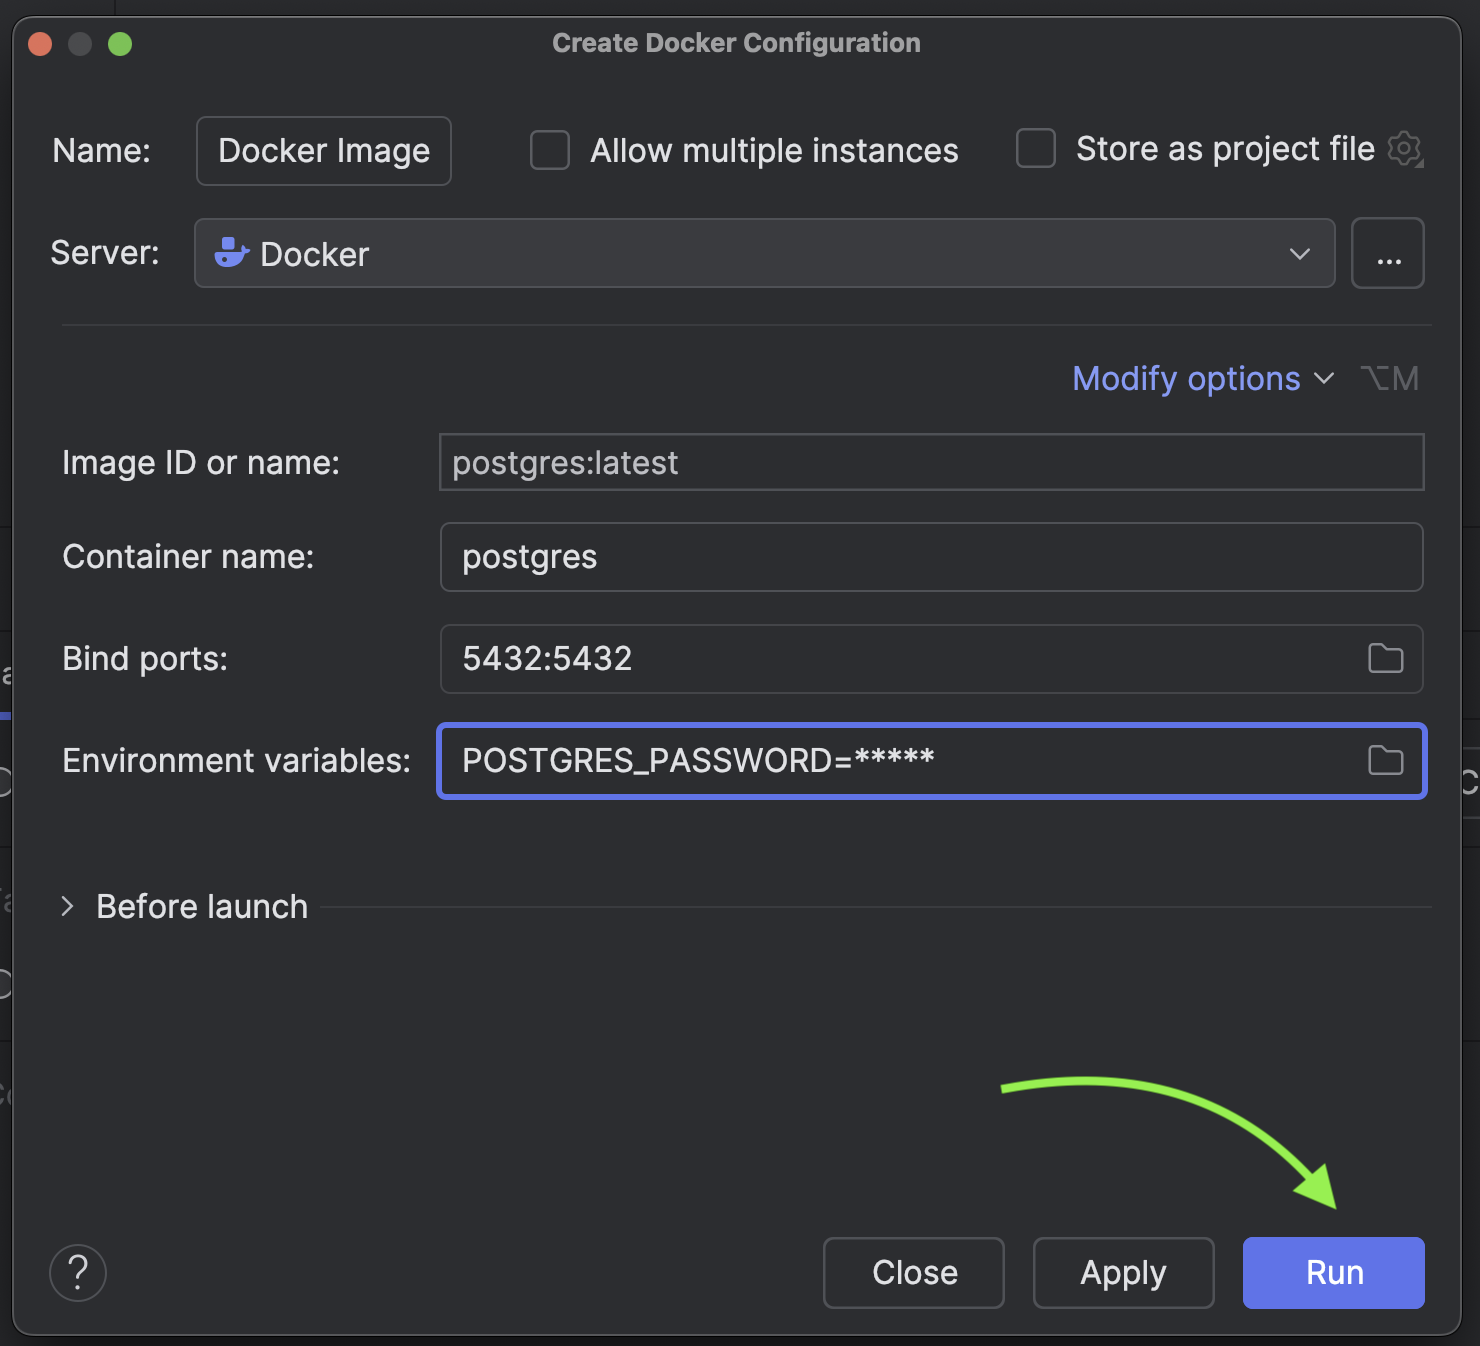 Create Docker Configuration
Name: Docker Image Allow multiple instances Store as project file
Server: Docker ...
Modify options ⌥M
Image ID or name: postgres:latest
Container name: postgres
Bind ports: 5432:5432
Environment variables: POSTGRES_PASSWORD=*****
Before launch
? Close Apply Run